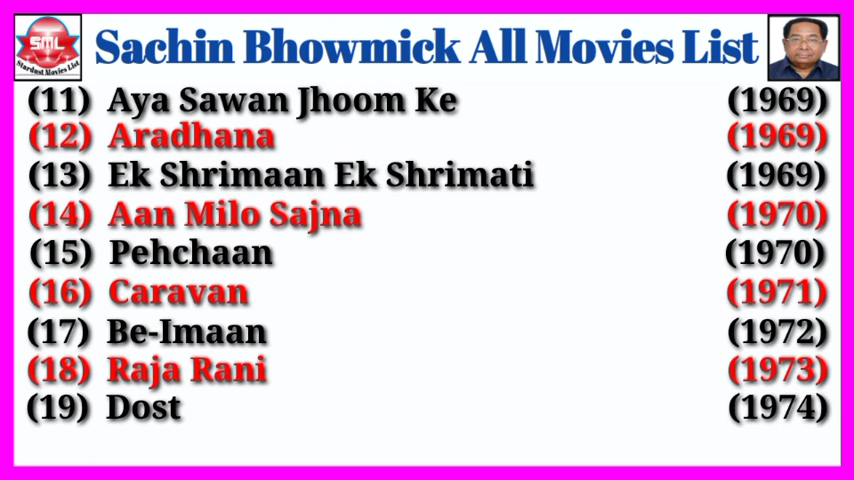 SML
Stardust Movies List
Sachin Bhowmick All Movies List
(11) Aya Sawan Jhoom Ke (1969)
(12) Aradhana (1969)
(13) Ek Shrimaan Ek Shrimati (1969)
(14) Aan Milo Sajna (1970)
(15) Pehchaan (1970)
(16) Caravan (1971)
(17) Be-Imaan (1972)
(18) Raja Rani (1973)
(19) Dost (1974)